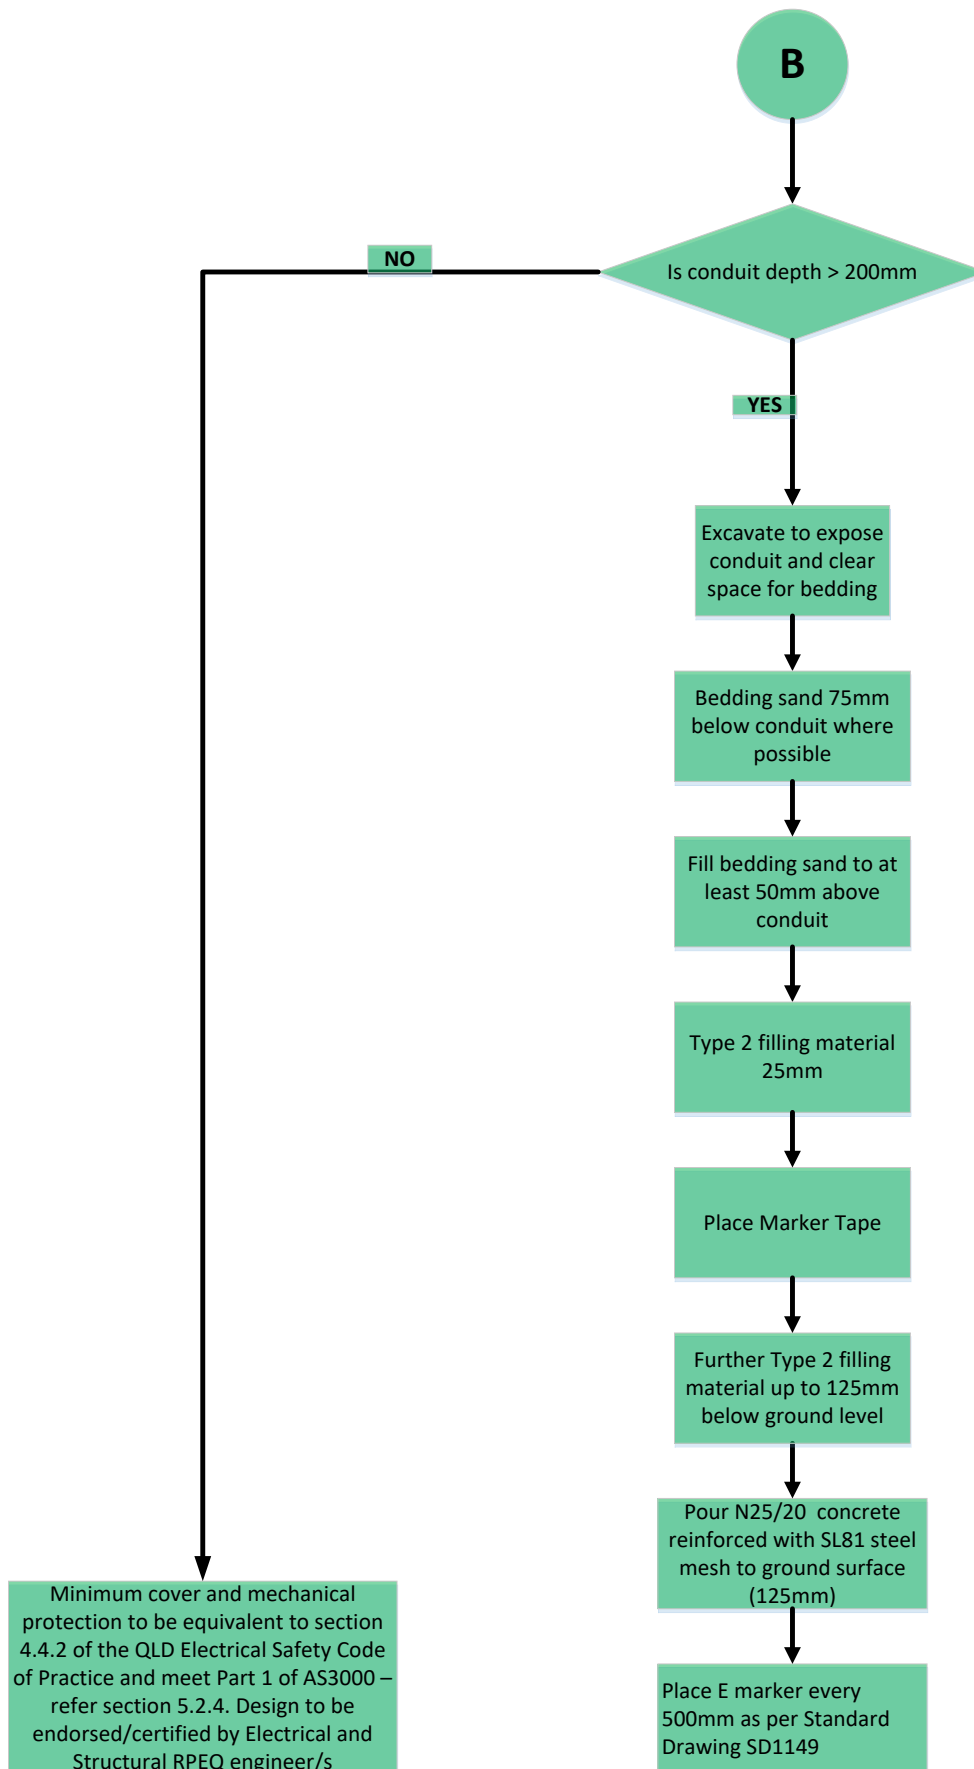 B
Is conduit depth > 200mm
NO
YES
Excavate to expose
conduit and clear
space for bedding
Bedding sand 75mm
below conduit where
possible
Fill bedding sand to at
least 50mm above
conduit
Type 2 filling material
25mm
Place Marker Tape
Further Type 2 filling
material up to 125mm
below ground level
Pour N25/20 concrete
reinforced with SL81 steel
mesh to ground surface
(125mm)
Place E marker every
500mm as per Standard
Drawing SD1149
Minimum cover and mechanical
protection to be equivalent to section
4.4.2 of the QLD Electrical Safety Code
of Practice and meet Part 1 of AS3000 –
refer section 5.2.4. Design to be
endorsed/certified by Electrical and
Structural RPEQ engineer/s